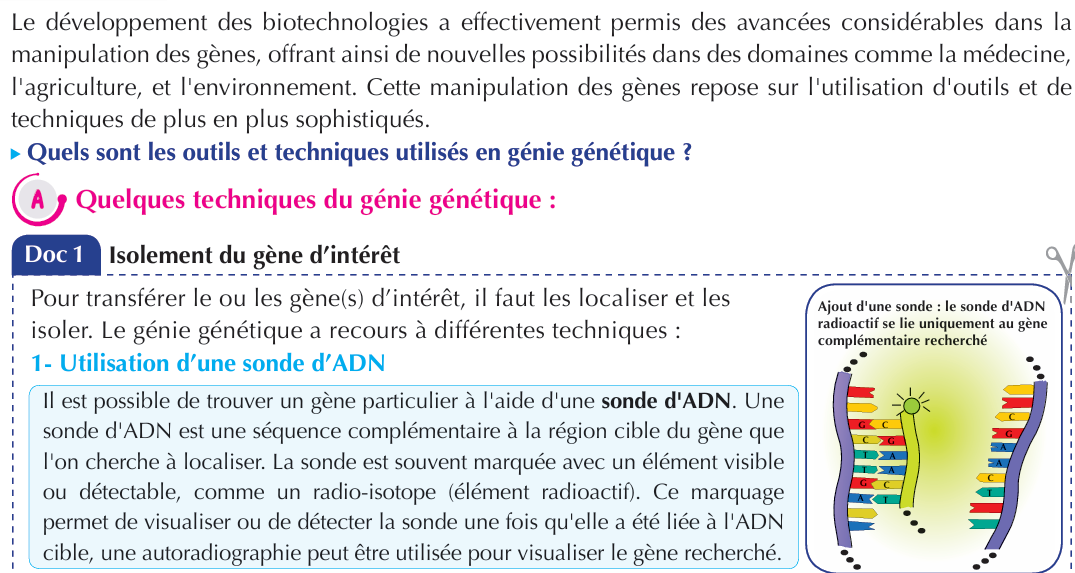 Le développement des biotechnologies a effectivement permis des avancées considérables dans la
manipulation des gènes, offrant ainsi de nouvelles possibilités dans des domaines comme la médecine,
l'agriculture, et l'environnement. Cette manipulation des gènes repose sur l'utilisation d'outils et de
techniques de plus en plus sophistiqués.
Quels sont les outils et techniques utilisés en génie génétique ?
A Quelques techniques du génie génétique :
Doc 1 Isolement du gène d’intérêt
Pour transférer le ou les gène(s) d’intérêt, il faut les localiser et les
isoler. Le génie génétique a recours à différentes techniques :
1- Utilisation d’une sonde d’ADN
Il est possible de trouver un gène particulier à l'aide d'une sonde d'ADN. Une
sonde d'ADN est une séquence complémentaire à la région cible du gène que
l'on cherche à localiser. La sonde est souvent marquée avec un élément visible
ou détectable, comme un radio-isotope (élément radioactif). Ce marquage
permet de visualiser ou de détecter la sonde une fois qu'elle a été liée à l'ADN
cible, une autoradiographie peut être utilisée pour visualiser le gène recherché.
Ajout d'une sonde : le sonde d'ADN
radioactif se lie uniquement au gène
complémentaire recherché
G C
C G
T A
T A
G C
A T
C
G
A
A
C
T